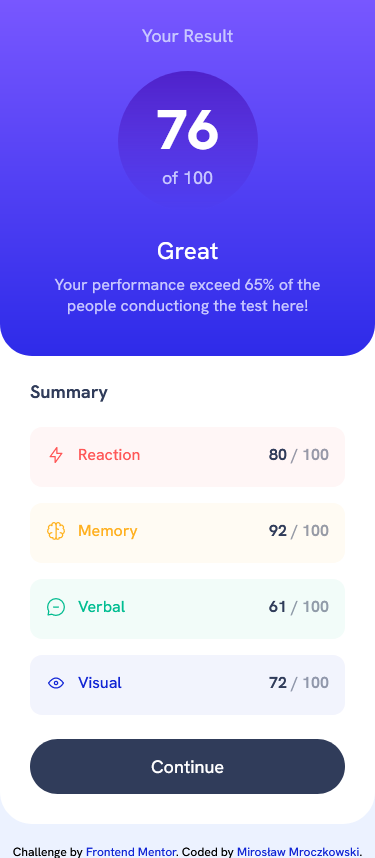 Your Result
76
of 100
Great
Your performance exceed 65% of the
people conductiong the test here!
Summary
Reaction 80 / 100
Memory 92 / 100
Verbal 61 / 100
Visual 72 / 100
Continue
Challenge by Frontend Mentor. Coded by Mirosław Mroczkowski.